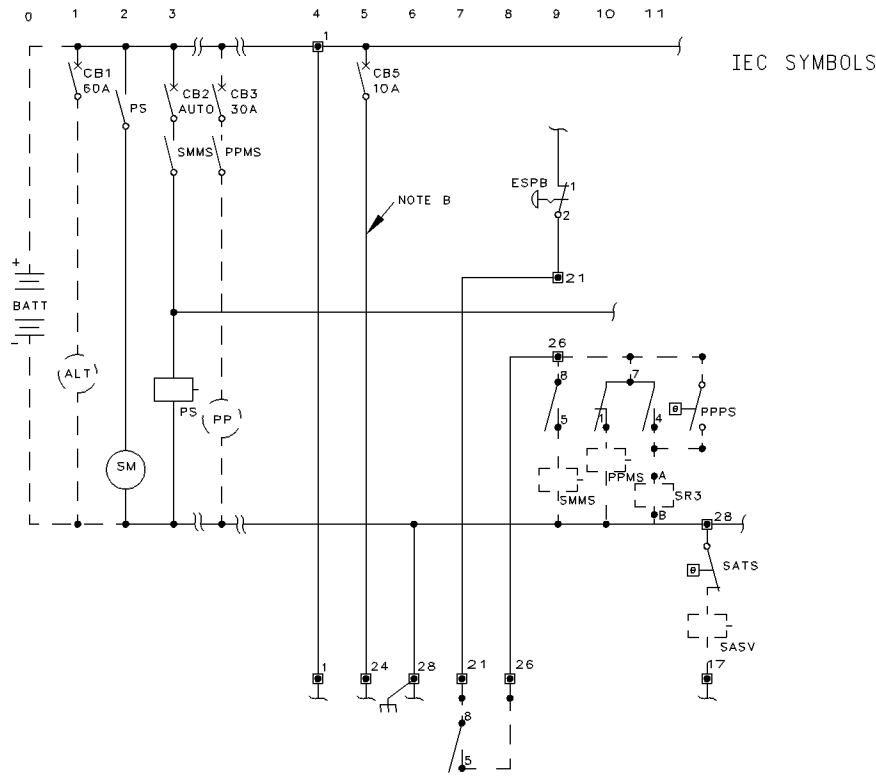 0 1 2 3 4 5 6 7 8 9 10 11
1
IEC SYMBOLS
CB1
60A
PS
CB2
AUTO
CB3
30A
CB5
10A
SMMS
PPMS
ESPB
1
2
NOTE B
21
+
BATT
-
26
ALT
8
7
PS
PP
5
1
4
θ
PPPS
SM
SMMS
PPMS
A
SR3
B
28
θ
SATS
SASV
1
24
28
21
26
17
8
5